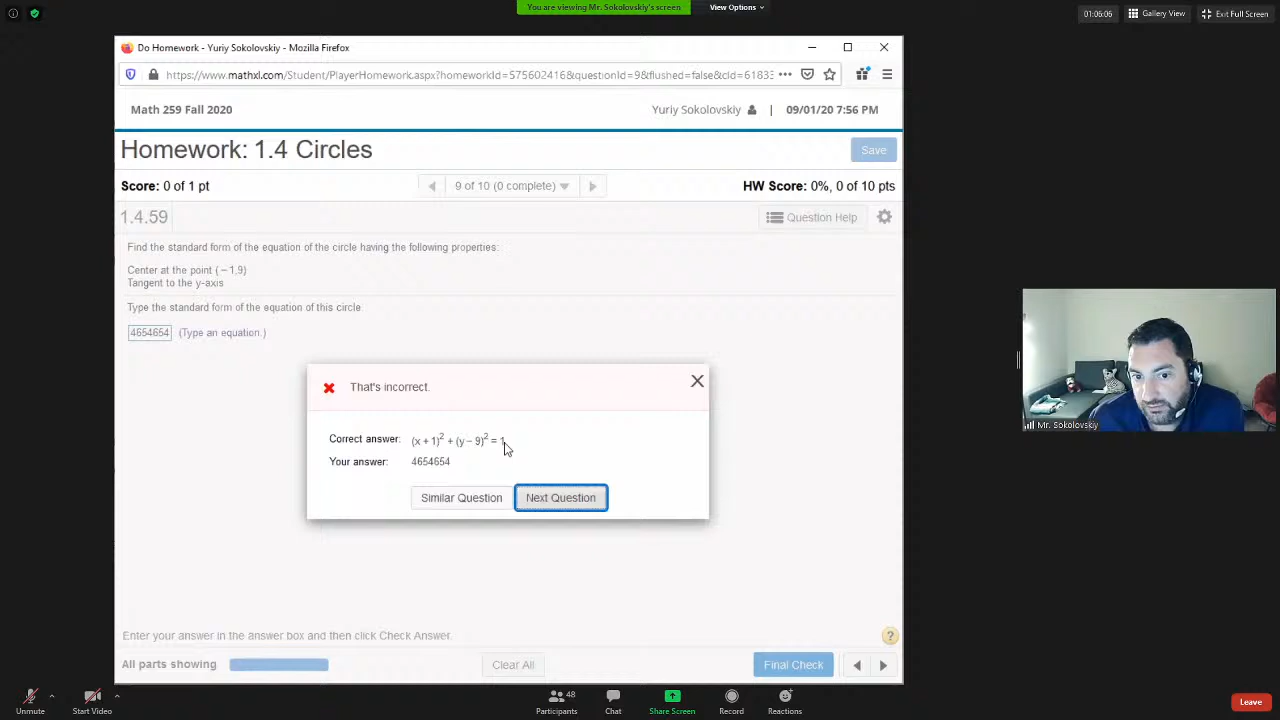 You are viewing Mr. Sokolovskiy's screen
View Options
01:06:06
Gallery View
Exit Full Screen
Do Homework - Yuriy Sokolovskiy - Mozilla Firefox
https://www.mathxl.com/Student/PlayerHomework.aspx?homeworkId=575602416&questionId=9&flushed=false&cId=6183
Math 259 Fall 2020
Yuriy Sokolovskiy | 09/01/20 7:56 PM
Homework: 1.4 Circles
Save
Score: 0 of 1 pt
9 of 10 (0 complete)
HW Score: 0%, 0 of 10 pts
1.4.59
Question Help
Find the standard form of the equation of the circle having the following properties:
Center at the point (−1,9)
Tangent to the y-axis
Type the standard form of the equation of this circle.
4654654 (Type an equation.)
That's incorrect.
Correct answer: (x + 1)² + (y − 9)² = 1
Your answer: 4654654
Similar Question
Next Question
Mr. Sokolovskiy
Enter your answer in the answer box and then click Check Answer.
?
All parts showing
Clear All
Final Check
Unmute
Start Video
48
Participants
Chat
Share Screen
Record
Reactions
Leave